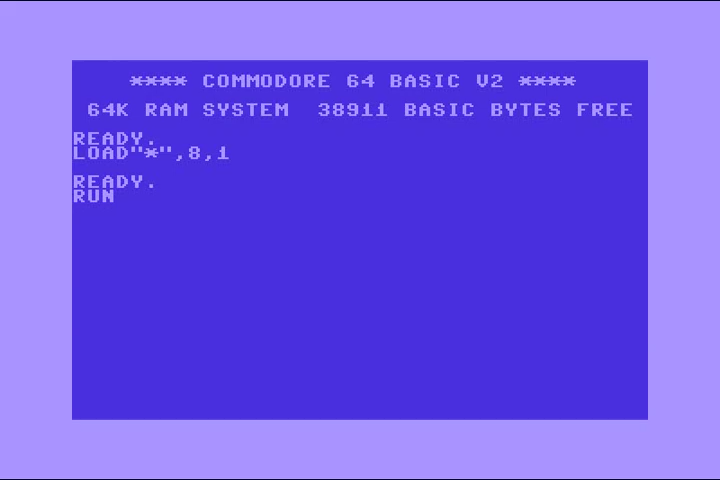 **** COMMODORE 64 BASIC V2 ****
64K RAM SYSTEM  38911 BASIC BYTES FREE
READY.
LOAD"*",8,1
READY.
RUN